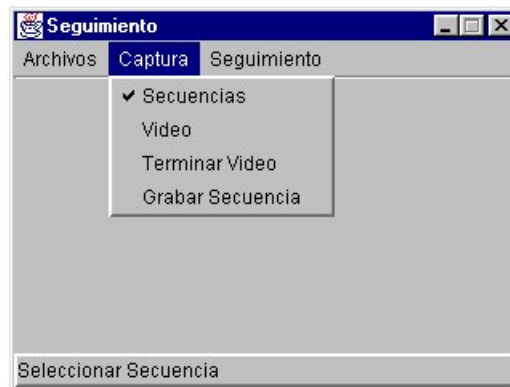 Seguimiento
Archivos Captura Seguimiento
Secuencias
Video
Terminar Video
Grabar Secuencia
Seleccionar Secuencia